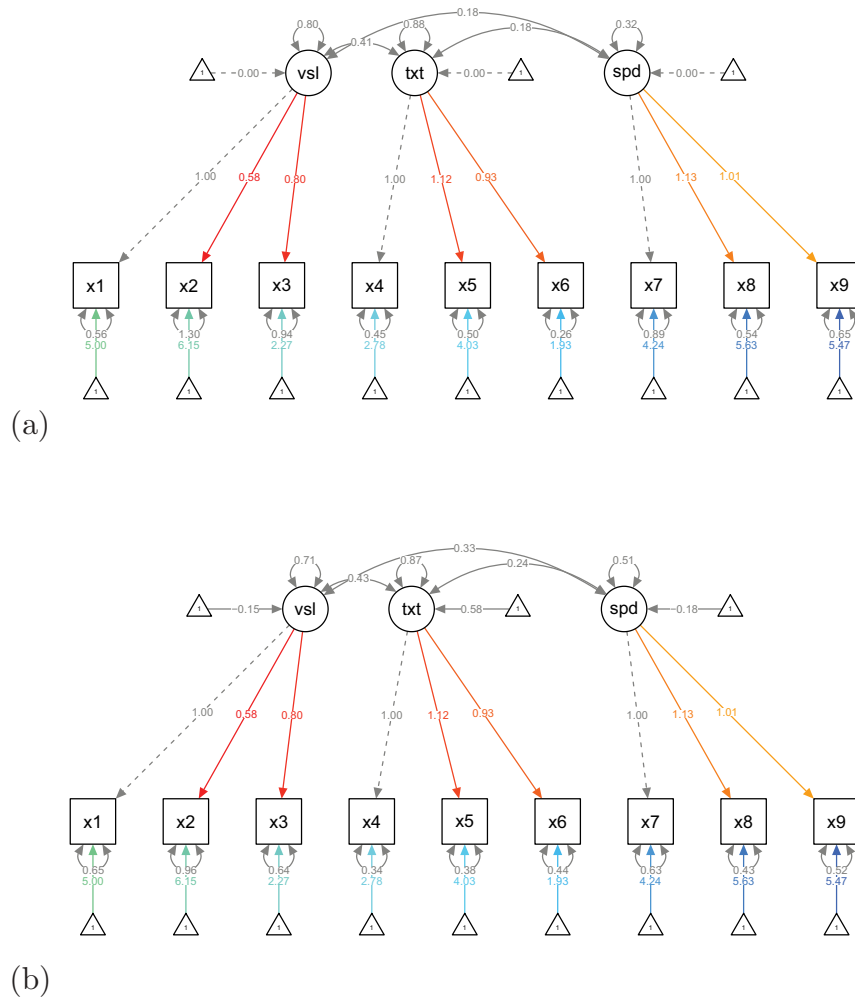 0.18
0.80 0.88 0.32
0.41 0.18
1 0.00 vsl txt 0.00 1 spd 0.00 1
1.00 0.58 0.80 1.00 1.12 0.93 1.00 1.13 1.01
x1 x2 x3 x4 x5 x6 x7 x8 x9
0.56 1.30 0.94 0.45 0.50 0.26 0.89 0.54 0.65
5.00 6.15 2.27 2.78 4.03 1.93 4.24 5.63 5.47
1 1 1 1 1 1 1 1 1
(a)
0.33
0.71 0.87 0.51
0.43 0.24
1 −0.15 vsl txt 0.58 1 spd −0.18 1
1.00 0.58 0.80 1.00 1.12 0.93 1.00 1.13 1.01
x1 x2 x3 x4 x5 x6 x7 x8 x9
0.65 0.96 0.64 0.34 0.38 0.44 0.63 0.43 0.52
5.00 6.15 2.27 2.78 4.03 1.93 4.24 5.63 5.47
1 1 1 1 1 1 1 1 1
(b)